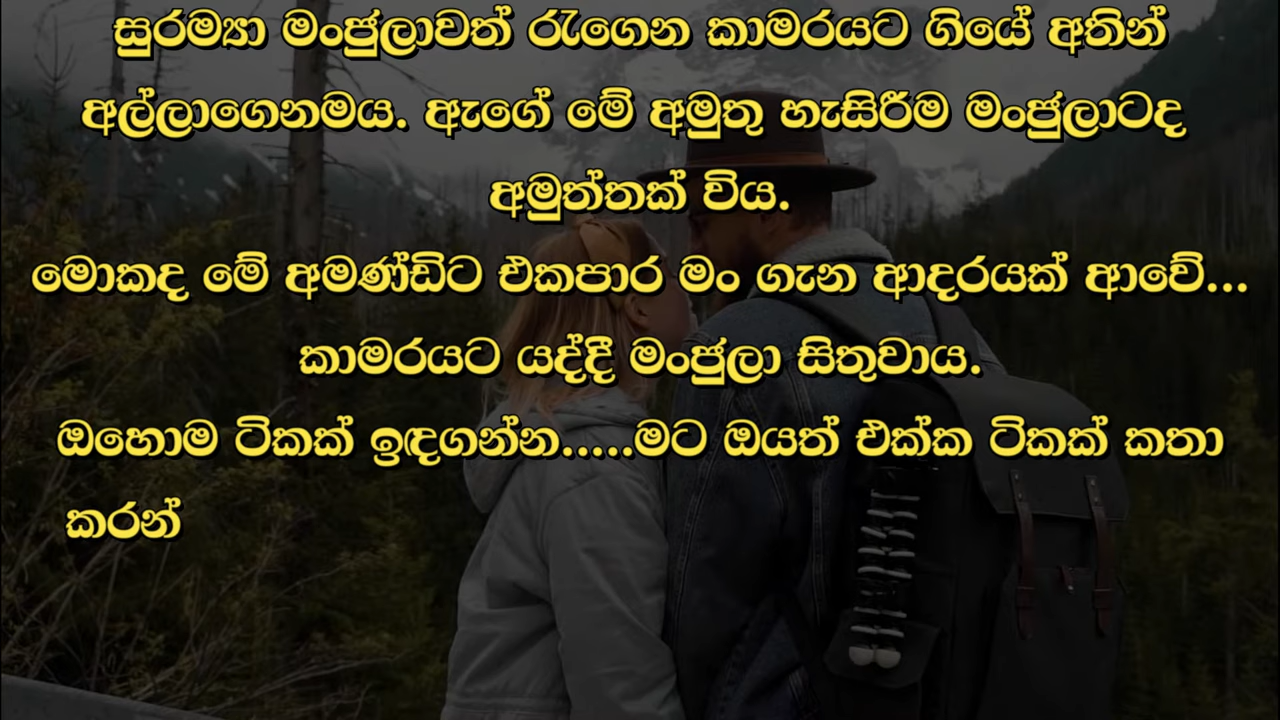 සුරම්‍යා මංජුලාවත් රැගෙන කාමරයට ගියේ අතින්
අල්ලාගෙනමය. ඇගේ මේ අමුතු හැසිරීම මංජුලාටද
අමුත්තක් විය.
මොකද මේ අමණ්ඩිට එකපාර මං ගැන ආදරයක් ආවේ...
කාමරයට යද්දී මංජුලා සිතුවාය.
ඔහොම ටිකක් ඉඳගන්න.....මට ඔයත් එක්ක ටිකක් කතා
කරන්